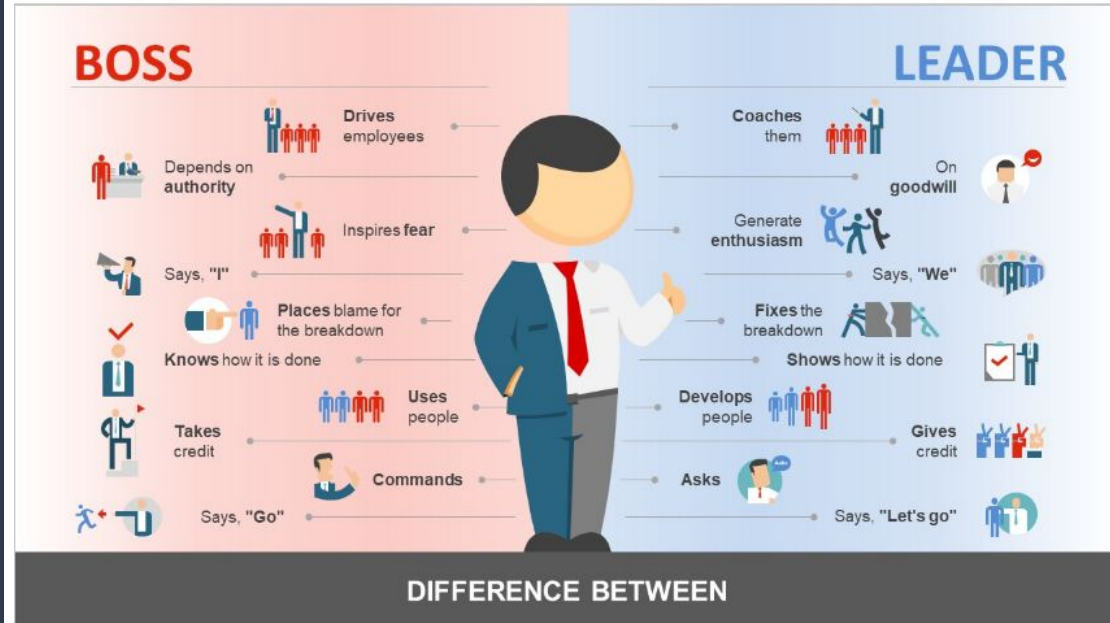 BOSS
LEADER
Drives
employees
Coaches
them
Depends on
authority
On
goodwill
Inspires fear
Generate
enthusiasm
Says, "I"
Says, "We"
Places blame for
the breakdown
Fixes the
breakdown
Knows how it is done
Shows how it is done
Uses
people
Develops
people
Takes
credit
Gives
credit
Commands
Asks
Says, "Go"
Says, "Let's go"
DIFFERENCE BETWEEN